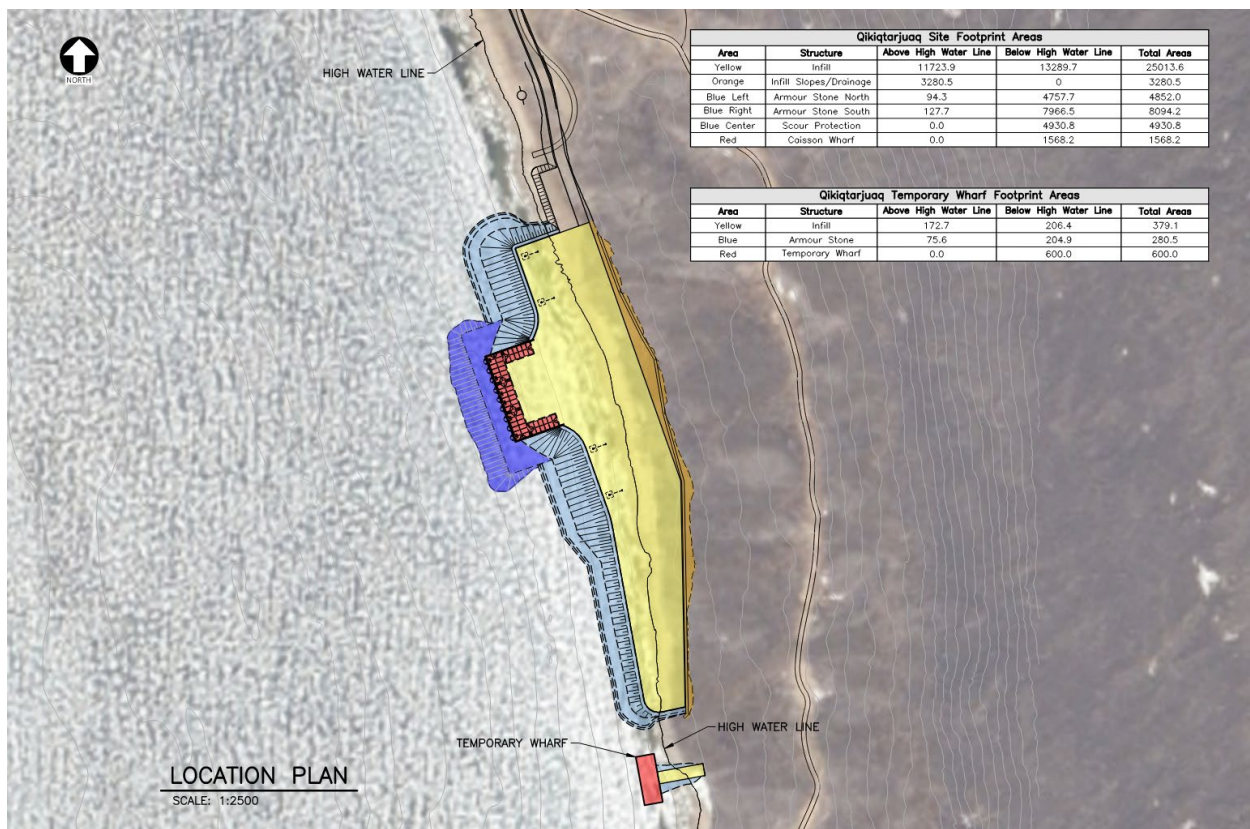 NORTH
HIGH WATER LINE
Qikiqtarjuaq Site Footprint Areas
Area Structure Above High Water Line Below High Water Line Total Areas
Yellow Infill 11723.9 13289.7 25013.6
Orange Infill Slopes/Drainage 3280.5 0 3280.5
Blue Left Armour Stone North 94.3 4757.7 4852.0
Blue Right Armour Stone South 127.7 7966.5 8094.2
Blue Center Scour Protection 0.0 4930.8 4930.8
Red Caisson Wharf 0.0 1568.2 1568.2
Qikiqtarjuaq Temporary Wharf Footprint Areas
Area Structure Above High Water Line Below High Water Line Total Areas
Yellow Infill 172.7 206.4 379.1
Blue Armour Stone 75.6 204.9 280.5
Red Temporary Wharf 0.0 600.0 600.0
HIGH WATER LINE
TEMPORARY WHARF
LOCATION PLAN
SCALE: 1:2500